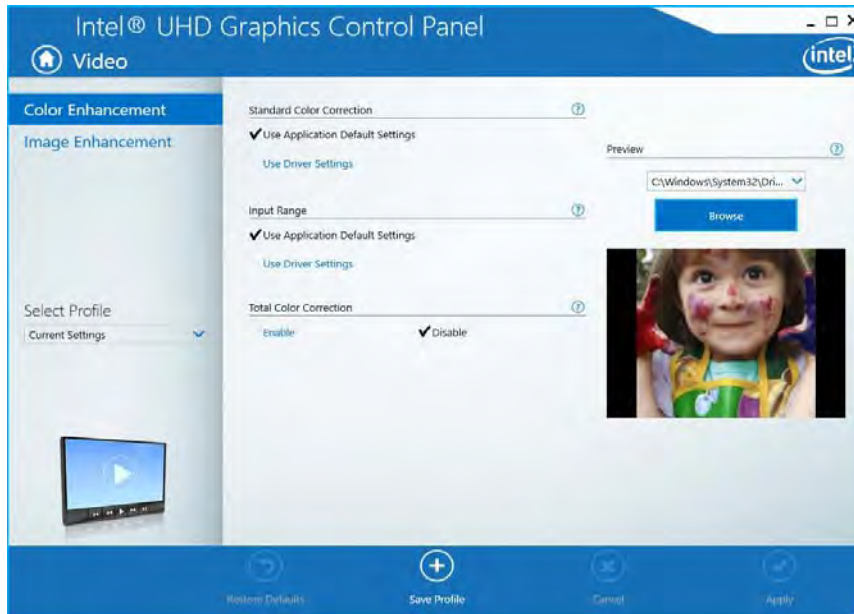 Intel® UHD Graphics Control Panel
Video
intel
Color Enhancement
Image Enhancement
Select Profile
Current Settings
Standard Color Correction
✔Use Application Default Settings
Use Driver Settings
Input Range
✔Use Application Default Settings
Use Driver Settings
Total Color Correction
Enable ✔Disable
Preview
C:\Windows\System32\Dri...
Browse
Restore Defaults
Save Profile
Cancel
Apply